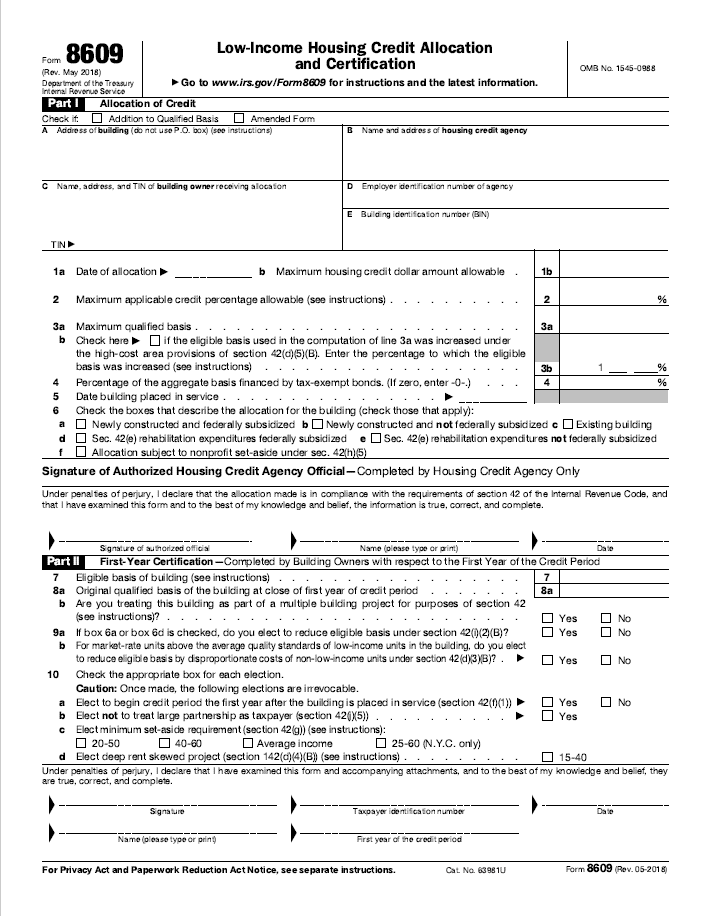 Form 8609
(Rev. May 2018)
Department of the Treasury
Internal Revenue Service
Low-Income Housing Credit Allocation
and Certification
▶ Go to www.irs.gov/Form8609 for instructions and the latest information.
OMB No. 1545-0988
Part I Allocation of Credit
Check if: Addition to Qualified Basis Amended Form
A Address of building (do not use P.O. box) (see instructions)
B Name and address of housing credit agency
C Name, address, and TIN of building owner receiving allocation
D Employer identification number of agency
E Building identification number (BIN)
TIN ▶
1a Date of allocation ▶ b Maximum housing credit dollar amount allowable . 1b
2 Maximum applicable credit percentage allowable (see instructions) . . . . . . . . . . 2 %
3a Maximum qualified basis . . . . . . . . . . . . . . . . . . . . . . . . . 3a
b Check here ▶ if the eligible basis used in the computation of line 3a was increased under
the high-cost area provisions of section 42(d)(5)(B). Enter the percentage to which the eligible
basis was increased (see instructions) . . . . . . . . . . . . . . . . . . . . 3b 1 __ __%
4 Percentage of the aggregate basis financed by tax-exempt bonds. (If zero, enter -0-.) . . . 4 %
5 Date building placed in service . . . . . . . . . . . . . . . . . ▶
6 Check the boxes that describe the allocation for the building (check those that apply):
a Newly constructed and federally subsidized b Newly constructed and not federally subsidized c Existing building
d Sec. 42(e) rehabilitation expenditures federally subsidized e Sec. 42(e) rehabilitation expenditures not federally subsidized
f Allocation subject to nonprofit set-aside under sec. 42(h)(5)
Signature of Authorized Housing Credit Agency Official—Completed by Housing Credit Agency Only
Under penalties of perjury, I declare that the allocation made is in compliance with the requirements of section 42 of the Internal Revenue Code, and
that I have examined this form and to the best of my knowledge and belief, the information is true, correct, and complete.
Signature of authorized official Name (please type or print) Date
Part II First-Year Certification—Completed by Building Owners with respect to the First Year of the Credit Period
7 Eligible basis of building (see instructions) . . . . . . . . . . . . . . . . . . . 7
8a Original qualified basis of the building at close of first year of credit period . . . . . . . 8a
b Are you treating this building as part of a multiple building project for purposes of section 42
(see instructions)? . . . . . . . . . . . . . . . . . . . . . . . . . . . Yes No
9a If box 6a or box 6d is checked, do you elect to reduce eligible basis under section 42(i)(2)(B)? Yes No
b For market-rate units above the average quality standards of low-income units in the building, do you elect
to reduce eligible basis by disproportionate costs of non-low-income units under section 42(d)(3)(B)? . ▶ Yes No
10 Check the appropriate box for each election.
Caution: Once made, the following elections are irrevocable.
a Elect to begin credit period the first year after the building is placed in service (section 42(f)(1)) ▶ Yes No
b Elect not to treat large partnership as taxpayer (section 42(j)(5)) . . . . . . . . . . ▶ Yes
c Elect minimum set-aside requirement (section 42(g)) (see instructions):
20-50 40-60 Average income 25-60 (N.Y.C. only)
d Elect deep rent skewed project (section 142(d)(4)(B)) (see instructions) . . . . . . . . . 15-40
Under penalties of perjury, I declare that I have examined this form and accompanying attachments, and to the best of my knowledge and belief, they
are true, correct, and complete.
Signature Taxpayer identification number Date
Name (please type or print) First year of the credit period
For Privacy Act and Paperwork Reduction Act Notice, see separate instructions. Cat. No. 63981U Form 8609 (Rev. 05-2018)